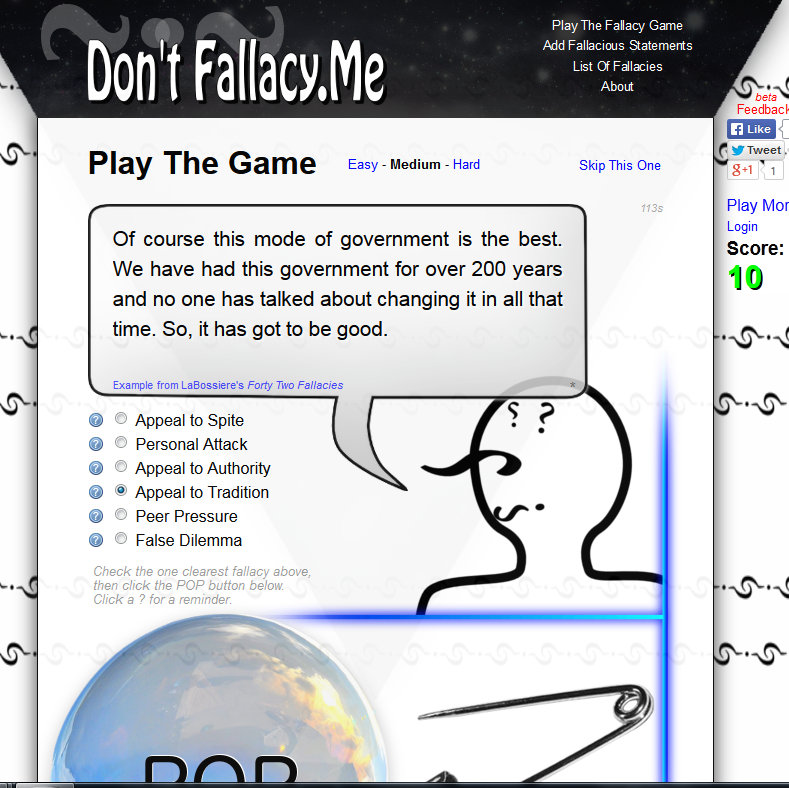 Don't Fallacy.Me
Play The Fallacy Game
Add Fallacious Statements
List Of Fallacies
About
beta
Feedback
Like
Tweet
g+1
1
Play The Game
Easy - Medium - Hard
Skip This One
Play Mor
Login
Score:
10
113s
Of course this mode of government is the best.
We have had this government for over 200 years
and no one has talked about changing it in all that
time. So, it has got to be good.
Example from LaBossiere's Forty Two Fallacies
*
? Appeal to Spite
? Personal Attack
? Appeal to Authority
? Appeal to Tradition
? Peer Pressure
? False Dilemma
Check the one clearest fallacy above,
then click the POP button below.
Click a ? for a reminder.
POP